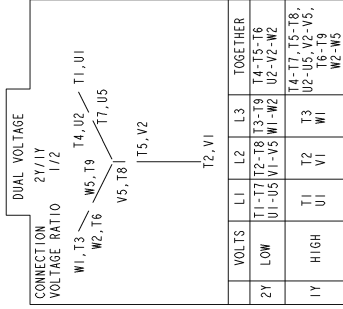 DUAL VOLTAGE
CONNECTION 2Y/1Y
VOLTAGE RATIO 1/2
W1,T3
W2,T6
W5,T9
V5,T8
T4,U2
T7,U5
T1,U1
T5,V2
T2,V1
VOLTS L1 L2 L3 TOGETHER
2Y LOW T1-T7 T2-T8 T3-T9 T4-T5-T6
U1-U5 V1-V5 W1-W2 U2-V2-W2
1Y HIGH T1 T2 T3 T4-T7,T5-T8,
U1 V1 W1 U2-U5,V2-V5,
T6-T9
W2-W5